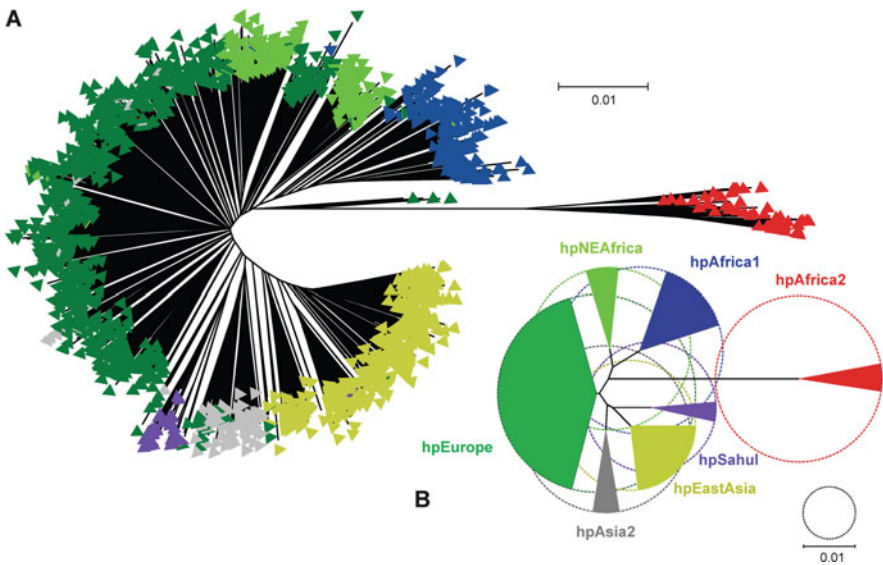 A
0.01
hpNEAfrica
hpAfrica1
hpAfrica2
hpEurope
hpSahul
hpEastAsia
B
hpAsia2
0.01